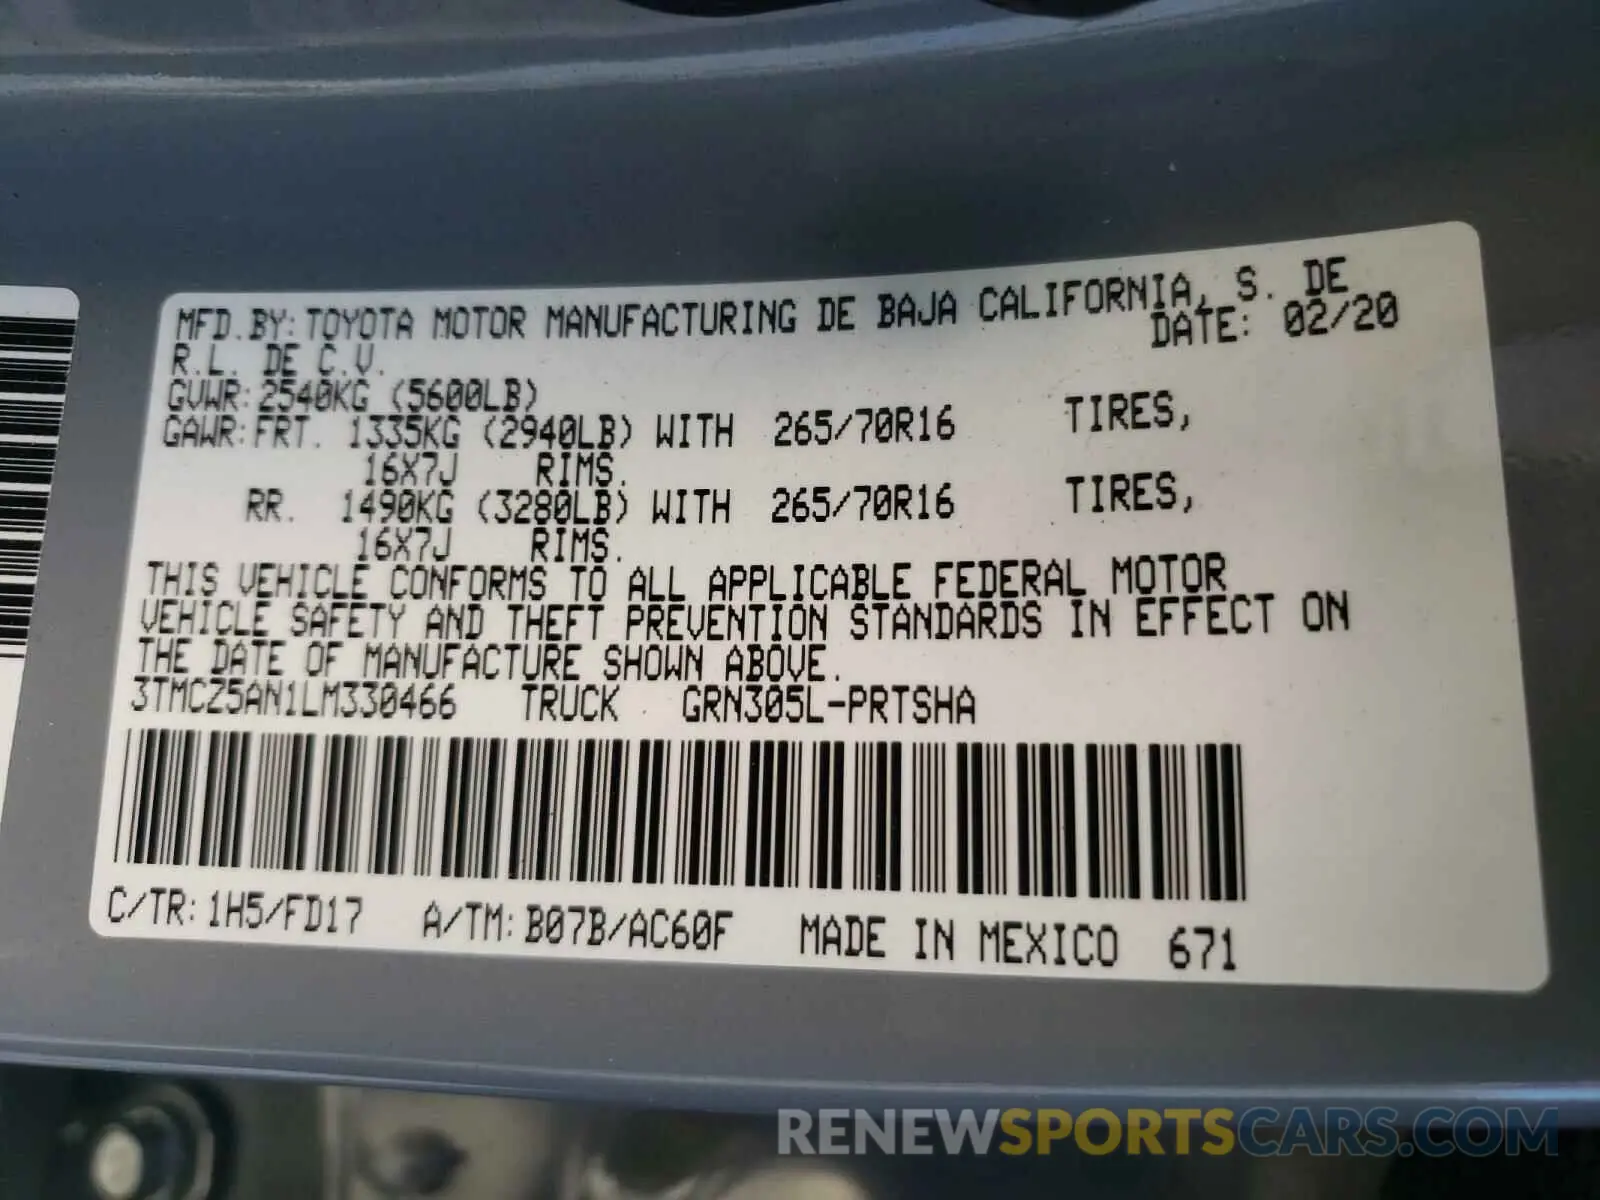 MFD.BY:TOYOTA MOTOR MANUFACTURING DE BAJA CALIFORNIA, S. DE
R.L. DE C.V. DATE: 02/20
GVWR:2540KG (5600LB)
GAWR:FRT. 1335KG (2940LB) WITH 265/70R16 TIRES,
16X7J RIMS.
RR. 1490KG (3280LB) WITH 265/70R16 TIRES,
16X7J RIMS.
THIS VEHICLE CONFORMS TO ALL APPLICABLE FEDERAL MOTOR
VEHICLE SAFETY AND THEFT PREVENTION STANDARDS IN EFFECT ON
THE DATE OF MANUFACTURE SHOWN ABOVE.
3TMCZ5AN1LM330466 TRUCK GRN305L-PRTSHA
C/TR:1H5/FD17 A/TM:B07B/AC60F MADE IN MEXICO 671
RENEWSPORTSCARS.COM